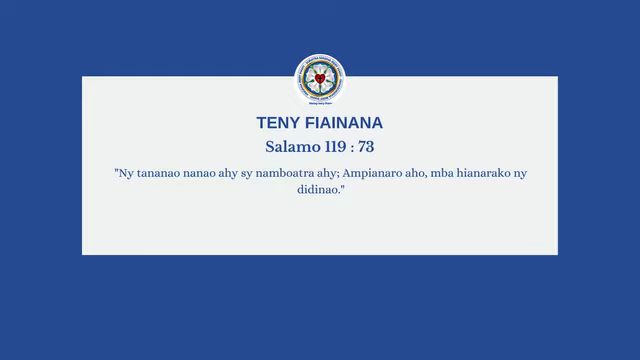 TENY FIAINANA
Salamo 119 : 73
"Ny tananao nanao ahy sy namboatra ahy; Ampianaro aho, mba hianarako ny
didinao."